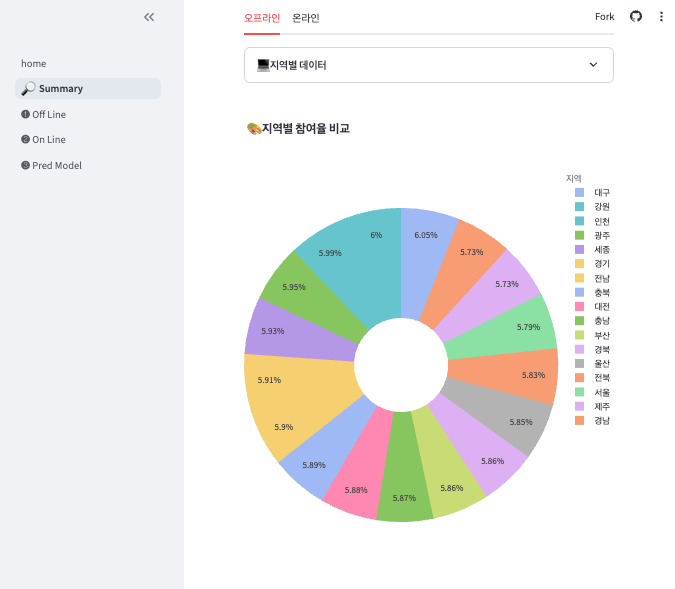 오프라인
온라인
Fork
home
Summary
❶ Off Line
❷ On Line
❸ Pred Model
지역별 데이터
지역별 참여율 비교
지역
대구
강원
인천
광주
세종
경기
전남
충북
대전
충남
부산
경북
울산
전북
서울
제주
경남
6%
6.05%
5.99%
5.73%
5.95%
5.73%
5.93%
5.79%
5.91%
5.83%
5.9%
5.85%
5.89%
5.86%
5.88%
5.87%
5.86%